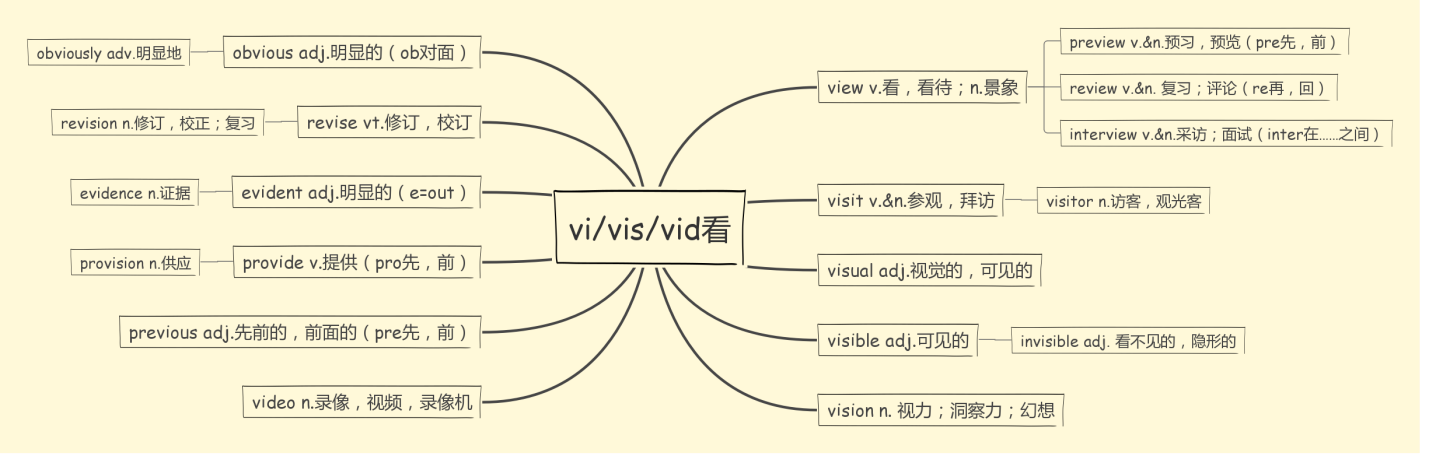 vi/vis/vid看
view v.看，看待；n.景象
preview v.&n.预习，预览（pre先，前）
review v.&n. 复习；评论（re再，回）
interview v.&n.采访；面试（inter在……之间）
visit v.&n.参观，拜访
visitor n.访客，观光客
visual adj.视觉的，可见的
visible adj.可见的
invisible adj. 看不见的，隐形的
vision n. 视力；洞察力；幻想
obvious adj.明显的（ob对面）
obviously adv.明显地
revise vt.修订，校订
revision n.修订，校正；复习
evident adj.明显的（e=out）
evidence n.证据
provide v.提供（pro先，前）
provision n.供应
previous adj.先前的，前面的（pre先，前）
video n.录像，视频，录像机